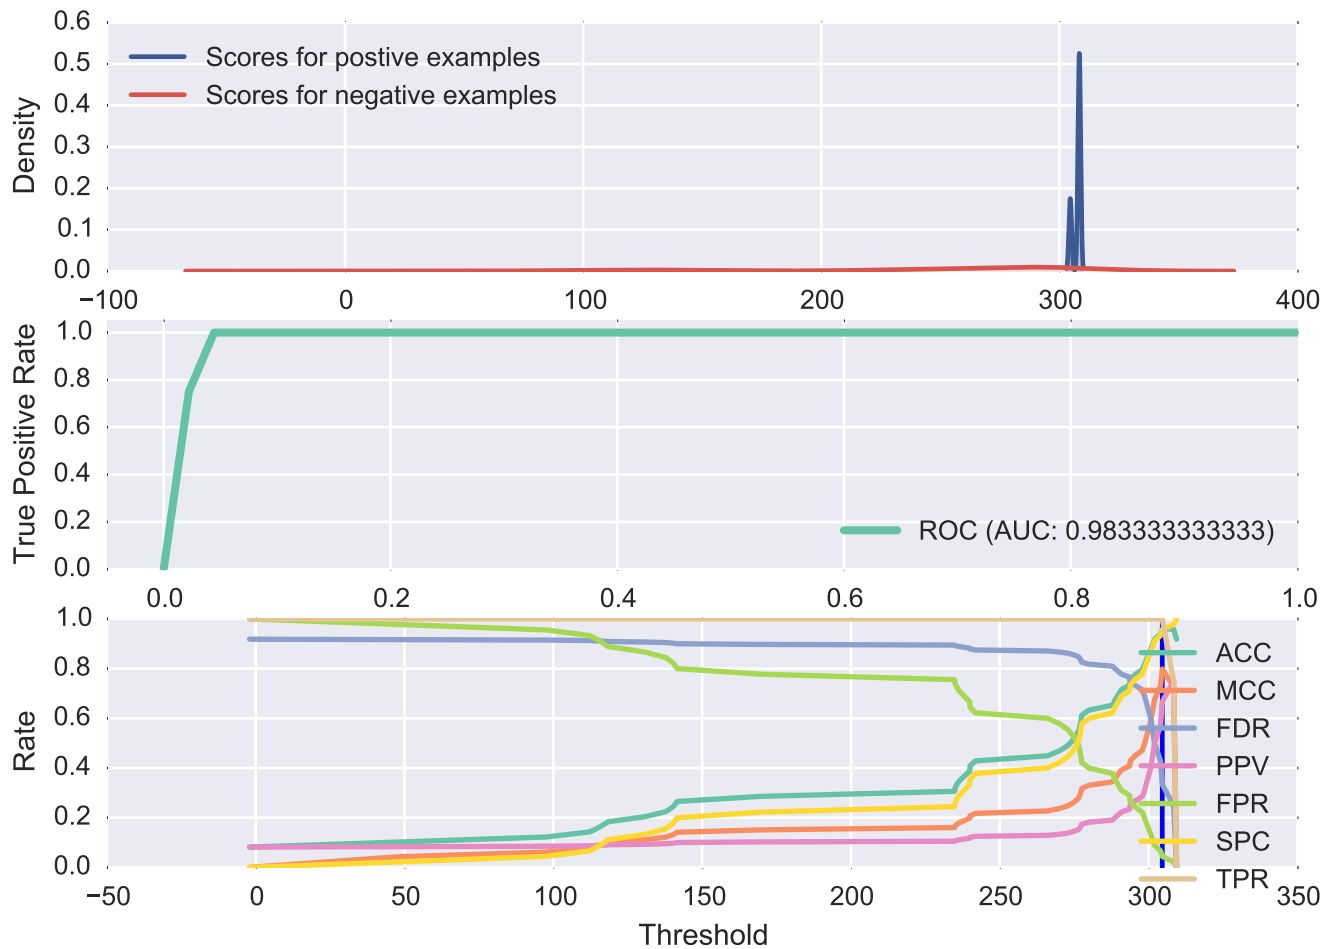 0.6
0.5
0.4
0.3
0.2
0.1
0.0
Density
Scores for postive examples
Scores for negative examples
−100 0 100 200 300 400
1.0
0.8
0.6
0.4
0.2
0.0
True Positive Rate
ROC (AUC: 0.983333333333)
0.0 0.2 0.4 0.6 0.8 1.0
1.0
0.8
0.6
0.4
0.2
0.0
Rate
ACC
MCC
FDR
PPV
FPR
SPC
TPR
−50 0 50 100 150 200 250 300 350
Threshold